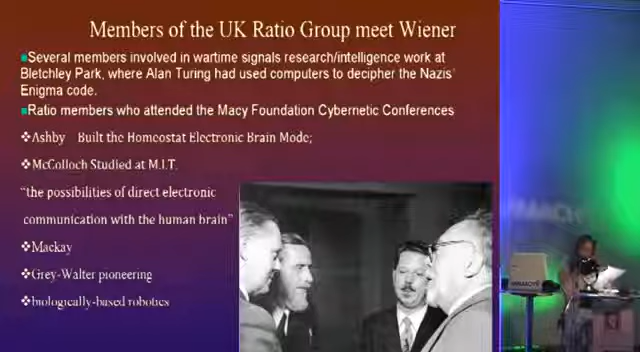 Members of the UK Ratio Group meet Wiener
Several members involved in wartime signals research/intelligence work at
Bletchley Park, where Alan Turing had used computers to decipher the Nazis'
Enigma code.
Ratio members who attended the Macy Foundation Cybernetic Conferences
Ashby Built the Homeostat Electronic Brain Mode;
McColloch Studied at M.I.T.
“the possibilities of direct electronic
communication with the human brain”
Mackay
Grey-Walter pioneering
biologically-based robotics